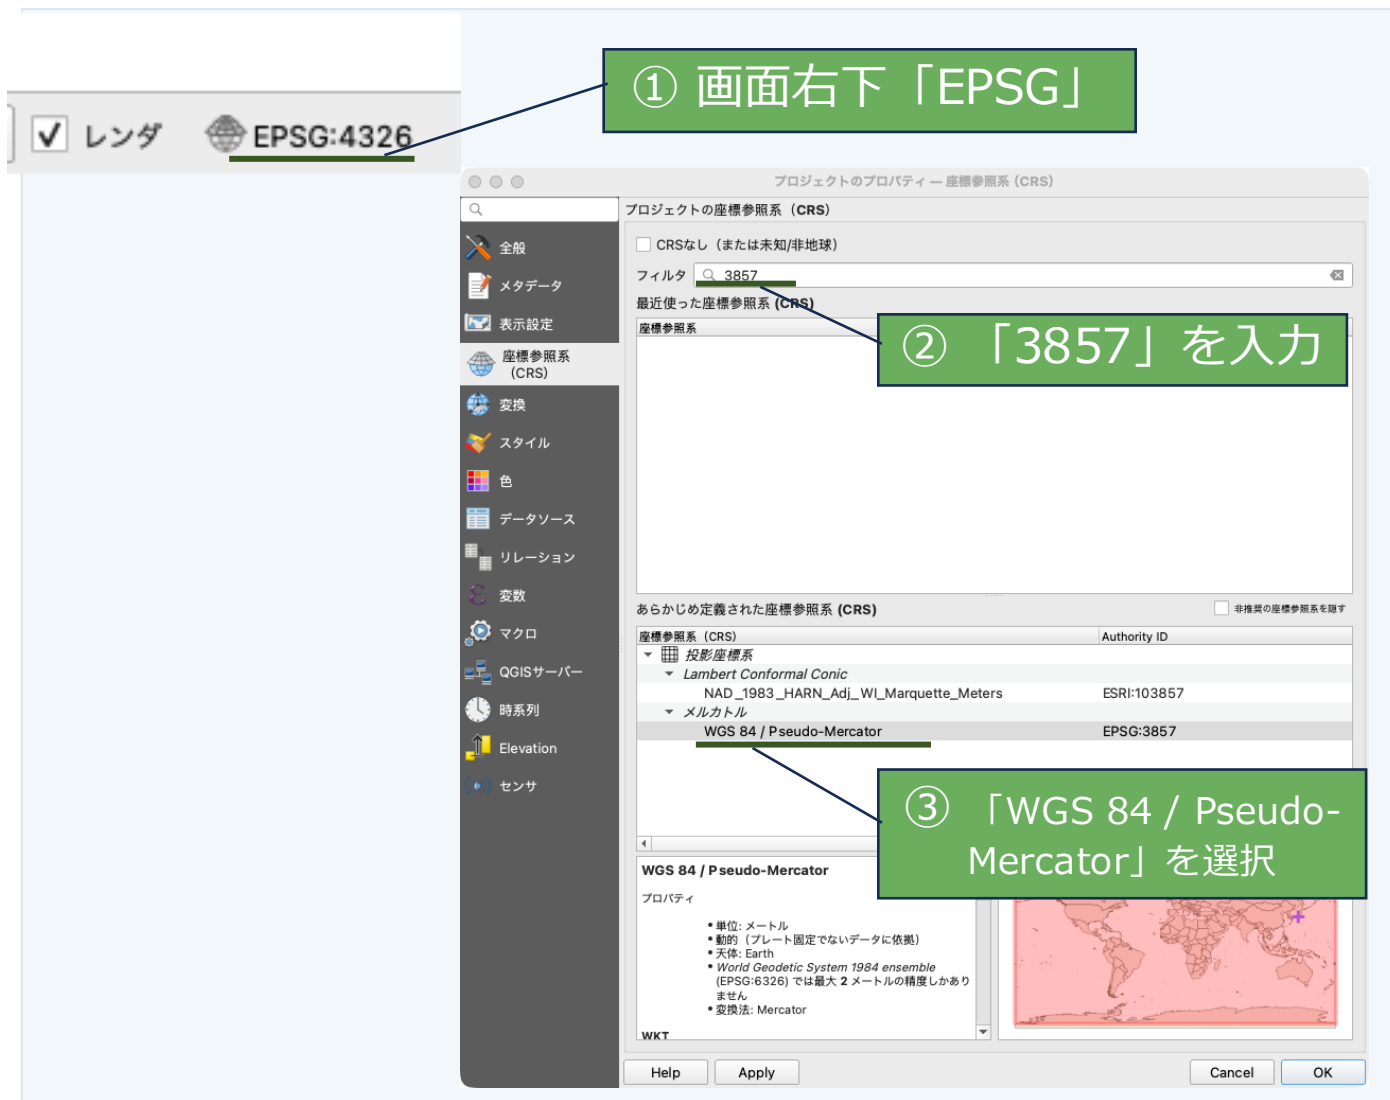 ① 画面右下「EPSG」
レンダ
EPSG:4326
プロジェクトのプロパティ — 座標参照系 (CRS)
プロジェクトの座標参照系（CRS）
全般
メタデータ
表示設定
座標参照系
（CRS)
変換
スタイル
色
データソース
リレーション
変数
マクロ
QGISサーバー
時系列
Elevation
センサ
CRSなし（または未知/非地球）
フィルタ
3857
最近使った座標参照系 (CRS)
座標参照系
② 「3857」を入力
あらかじめ定義された座標参照系 (CRS)
非推奨の座標参照系を隠す
座標参照系（CRS） Authority ID
投影座標系
Lambert Conformal Conic
NAD_1983_HARN_Adj_WI_Marquette_Meters ESRI:103857
メルカトル
WGS 84 / Pseudo-Mercator EPSG:3857
③ 「WGS 84 / Pseudo-
Mercator」を選択
WGS 84 / Pseudo-Mercator
プロパティ
• 単位: メートル
• 動的（プレート固定でないデータに依拠）
• 天体: Earth
• World Geodetic System 1984 ensemble
(EPSG:6326) では最大 2 メートルの精度しかあり
ません
• 変換法: Mercator
WKT
Help
Apply
Cancel
OK